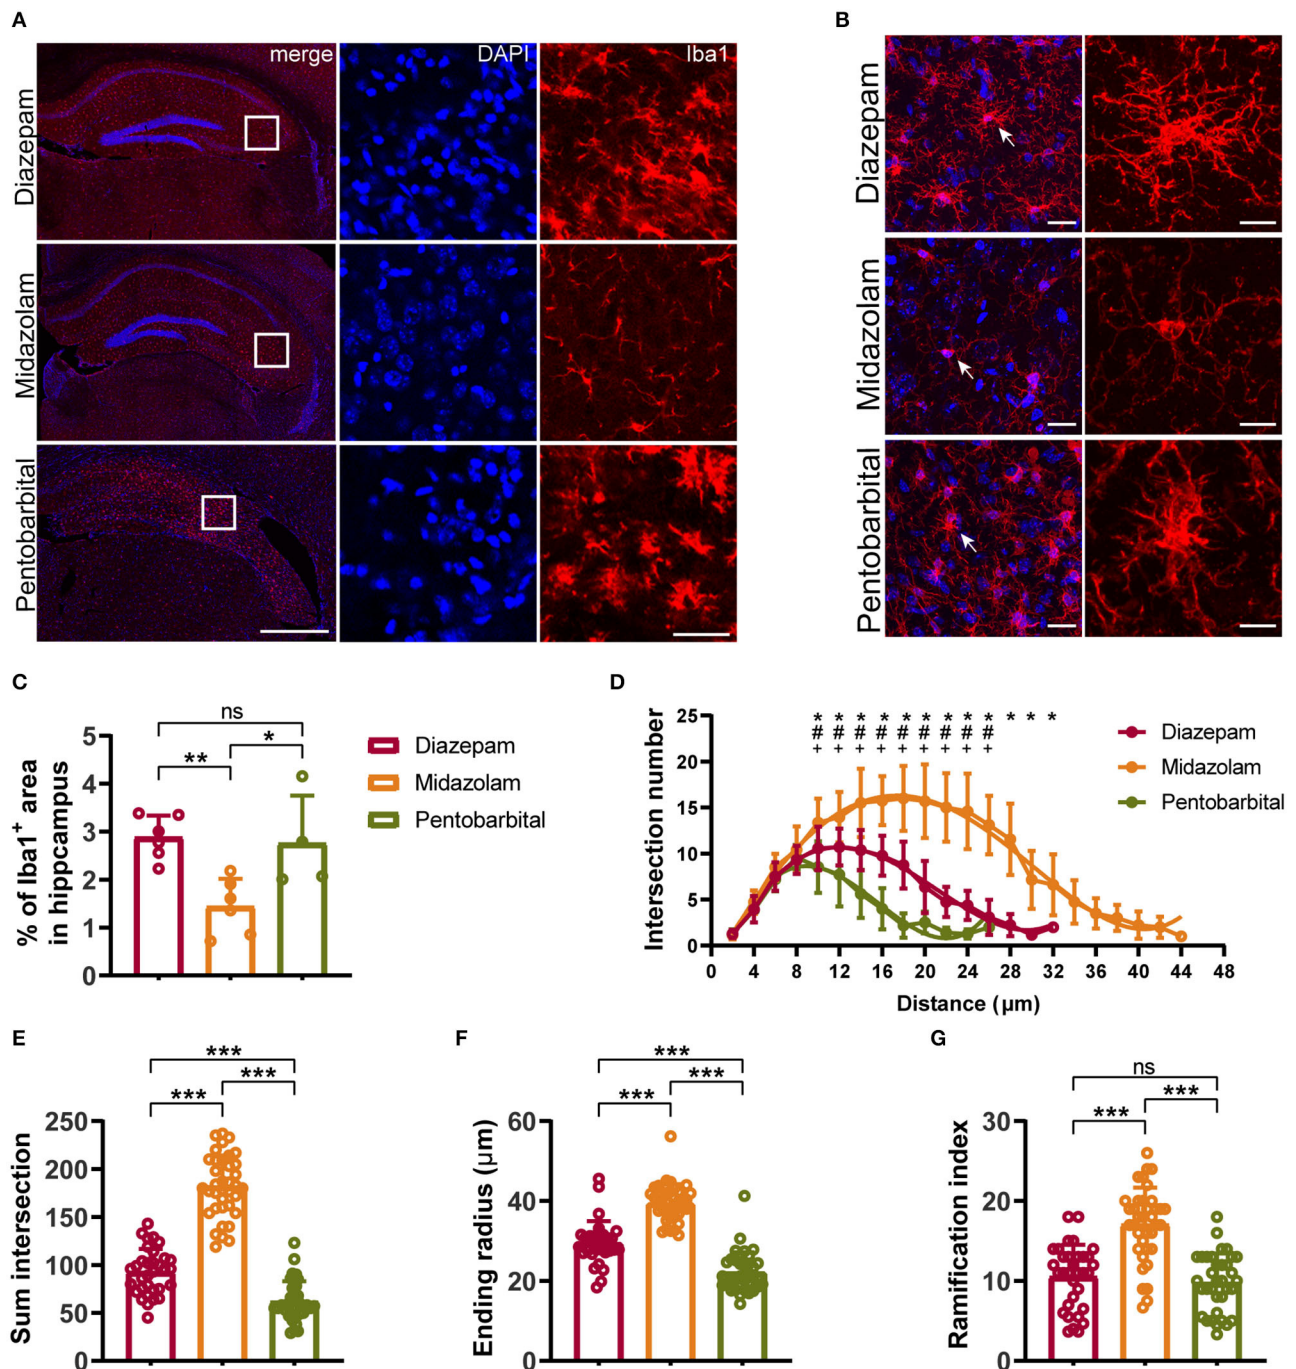 A
B
merge
DAPI
Iba1
Diazepam
Midazolam
Pentobarbital
Diazepam
Midazolam
Pentobarbital
C
% of Iba1+ area
in hippcampus
5
4
3
2
1
0
ns
**
*
Diazepam
Midazolam
Pentobarbital
D
Intersection number
25
20
15
10
5
0
* * * * * * * * * * * *
# # # # # # # # #
+ + + + + + + + +
Diazepam
Midazolam
Pentobarbital
0 4 8 12 16 20 24 28 32 36 40 44 48
Distance (μm)
E
Sum intersection
250
200
150
100
50
0
***
***
***
F
Ending radius (μm)
60
40
20
0
***
***
***
G
Ramification index
30
20
10
0
ns
***
***